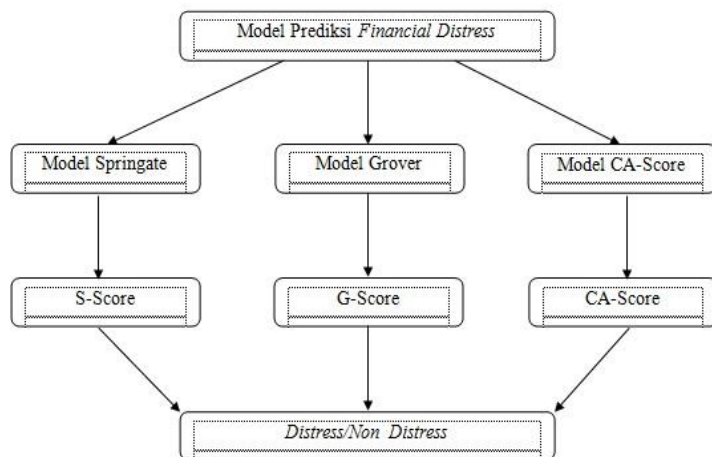 Model Prediksi Financial Distress
Model Springate
Model Grover
Model CA-Score
S-Score
G-Score
CA-Score
Distress/Non Distress